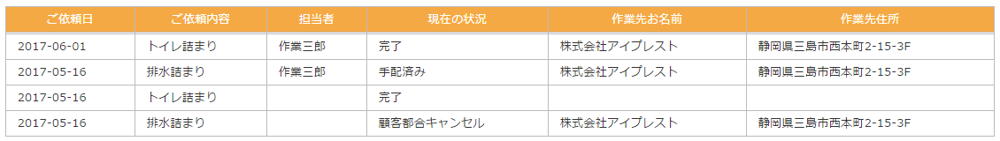 ご依頼日 ご依頼内容 担当者 現在の状況 作業先お名前 作業先住所
2017-06-01 トイレ詰まり 作業三郎 完了 株式会社アイプレスト 静岡県三島市西本町2-15-3F
2017-05-16 排水詰まり 作業三郎 手配済み 株式会社アイプレスト 静岡県三島市西本町2-15-3F
2017-05-16 トイレ詰まり 完了
2017-05-16 排水詰まり 顧客都合キャンセル 株式会社アイプレスト 静岡県三島市西本町2-15-3F